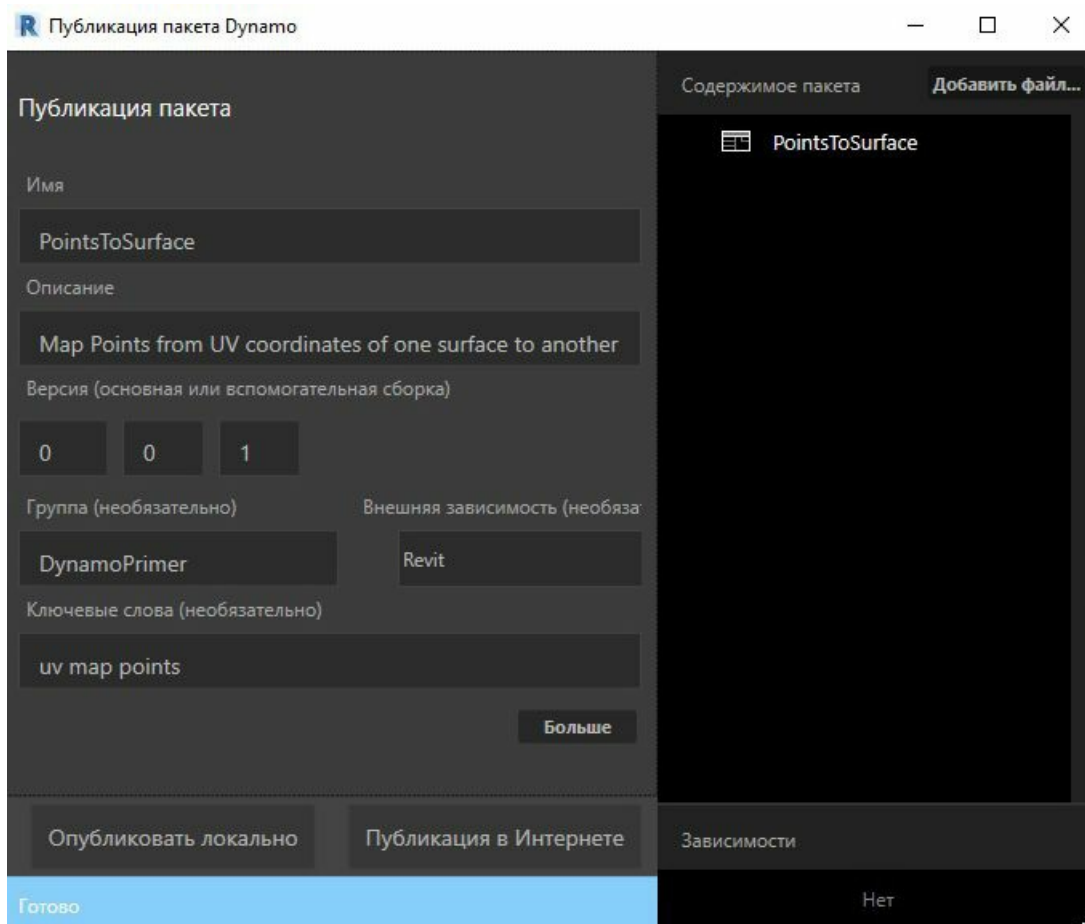 Публикация пакета Dynamo
Публикация пакета
Имя
PointsToSurface
Описание
Map Points from UV coordinates of one surface to another
Версия (основная или вспомогательная сборка)
0 0 1
Группа (необязательно) Внешняя зависимость (необяза
DynamoPrimer Revit
Ключевые слова (необязательно)
uv map points
Больше
Опубликовать локально Публикация в Интернете
Готово
Содержимое пакета Добавить файл...
PointsToSurface
Зависимости
Нет